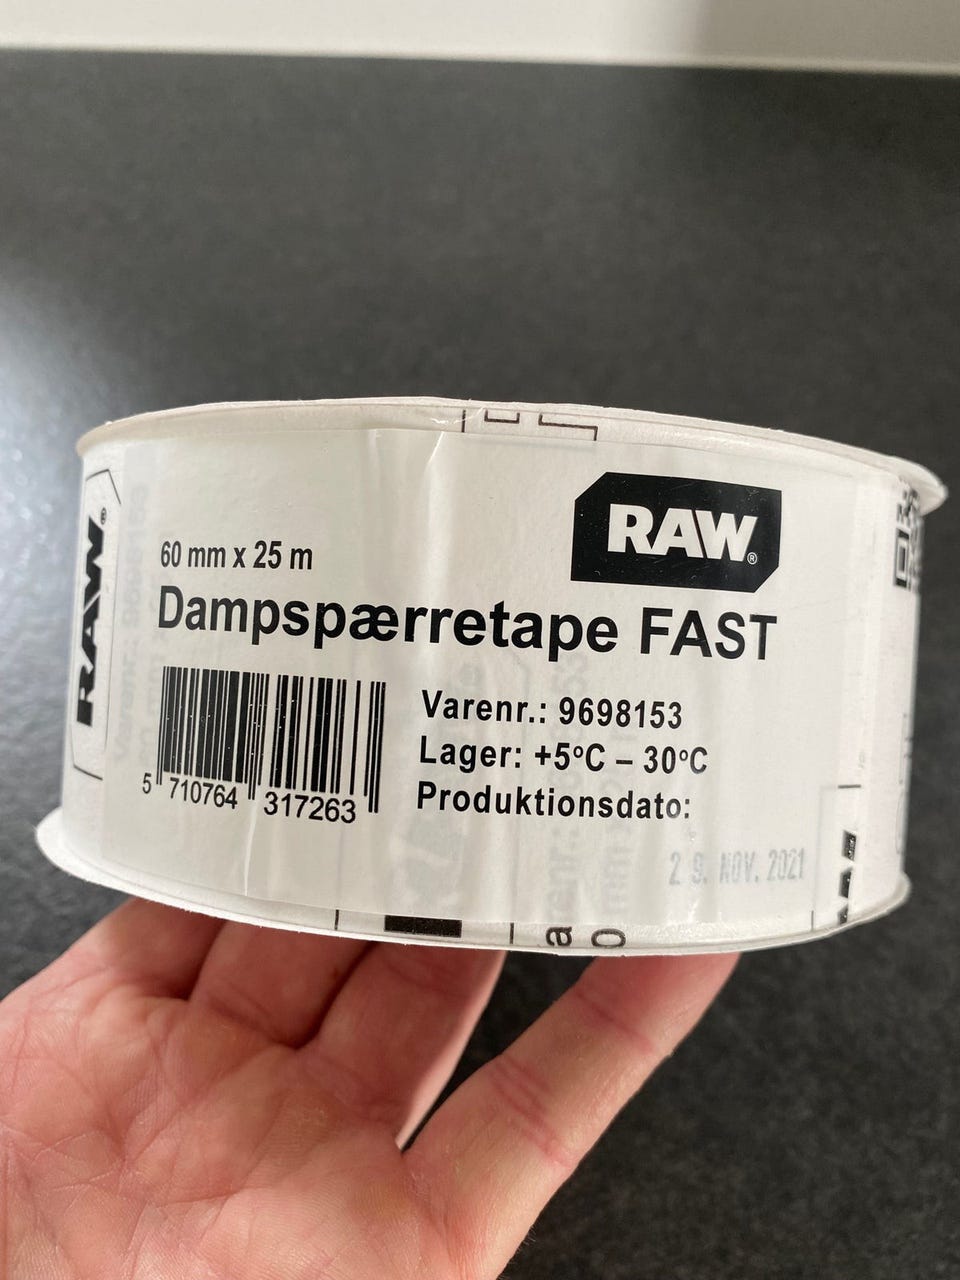 RAW®
60 mm x 25 m
Dampspærretape FAST
Varenr.: 9698153
Lager: +5°C – 30°C
Produktionsdato:
29. NOV. 2021
5 710764 317263
RAW®